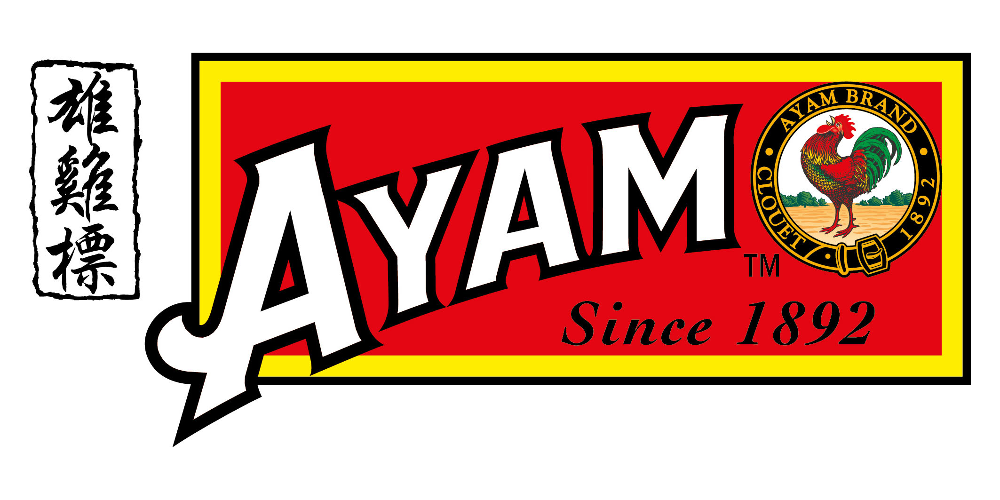 雄雞標
AYAM
TM
Since 1892
AYAM BRAND
CLOUET 1892